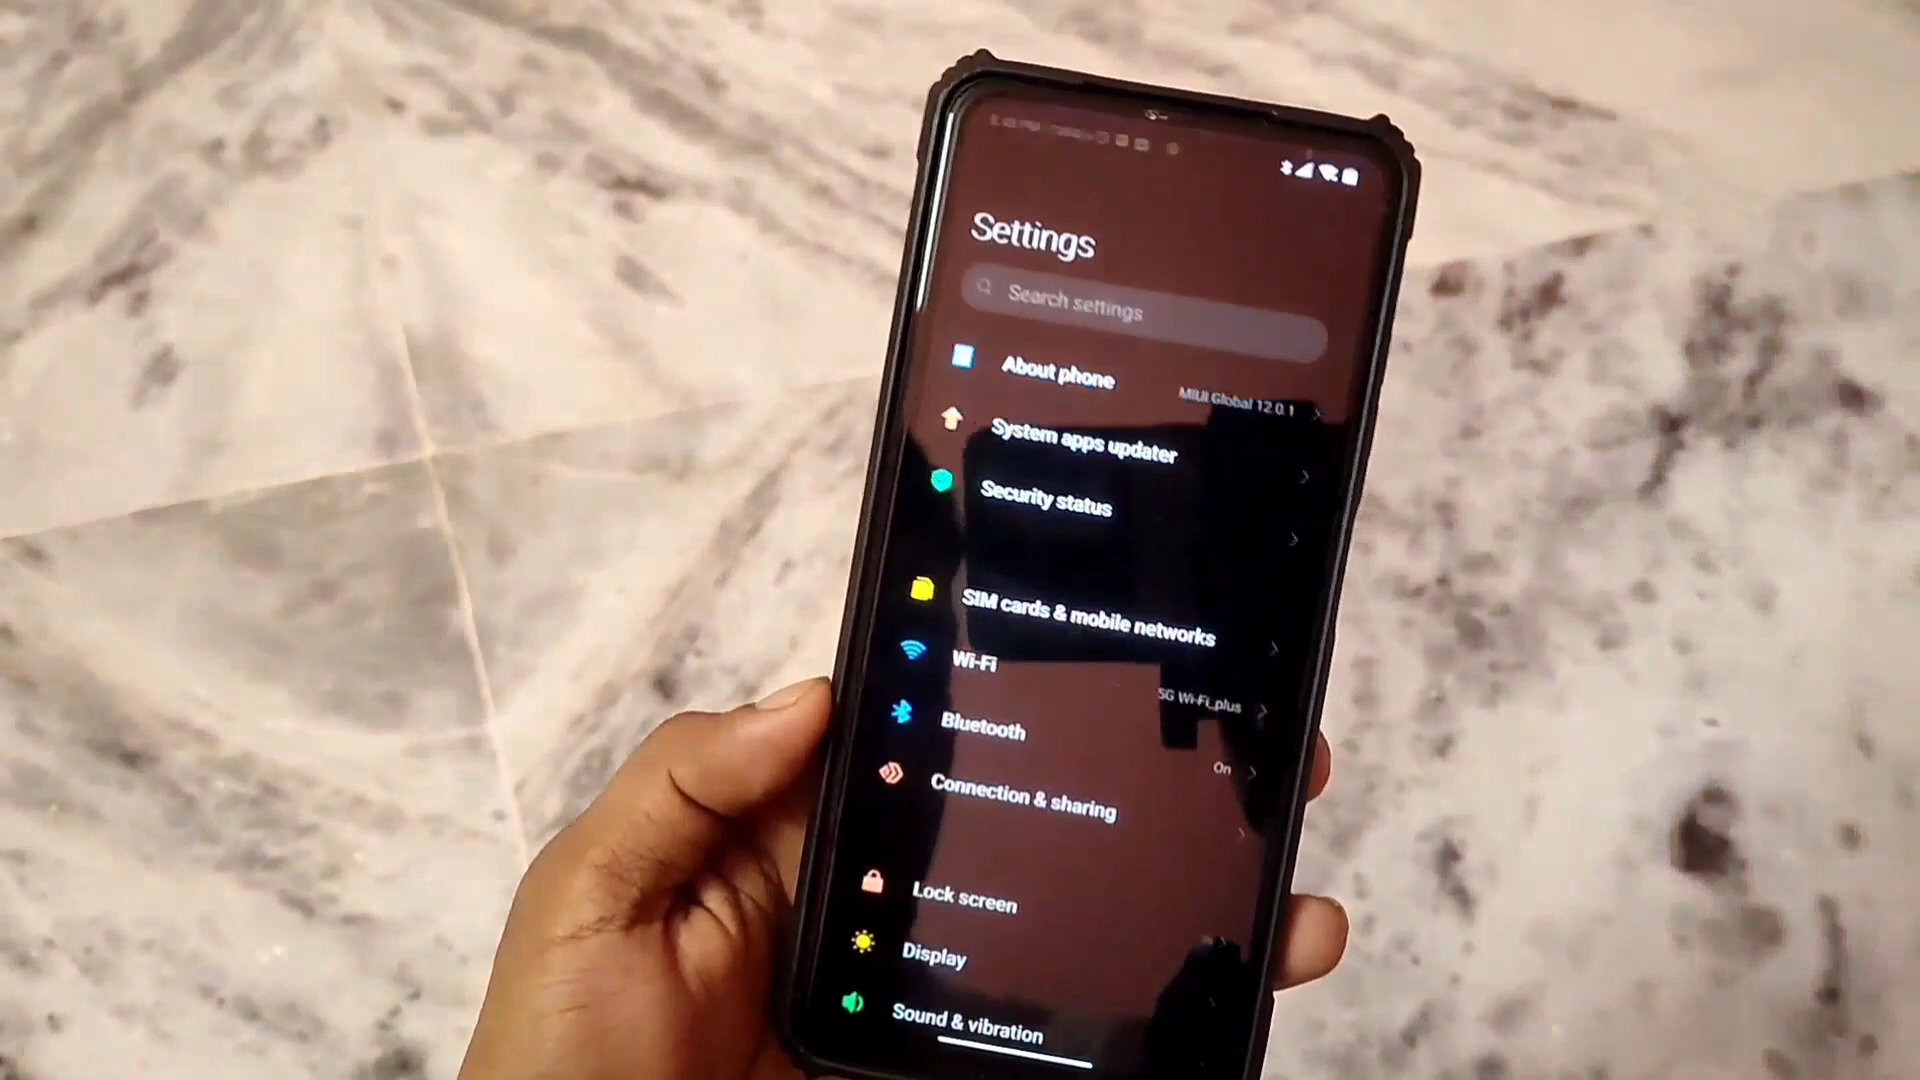 Settings
Search settings
About phone
MIUI Global 12.0.1
System apps updater
Security status
SIM cards & mobile networks
Wi-Fi
5G Wi-Fi_plus
Bluetooth
On
Connection & sharing
Lock screen
Display
Sound & vibration